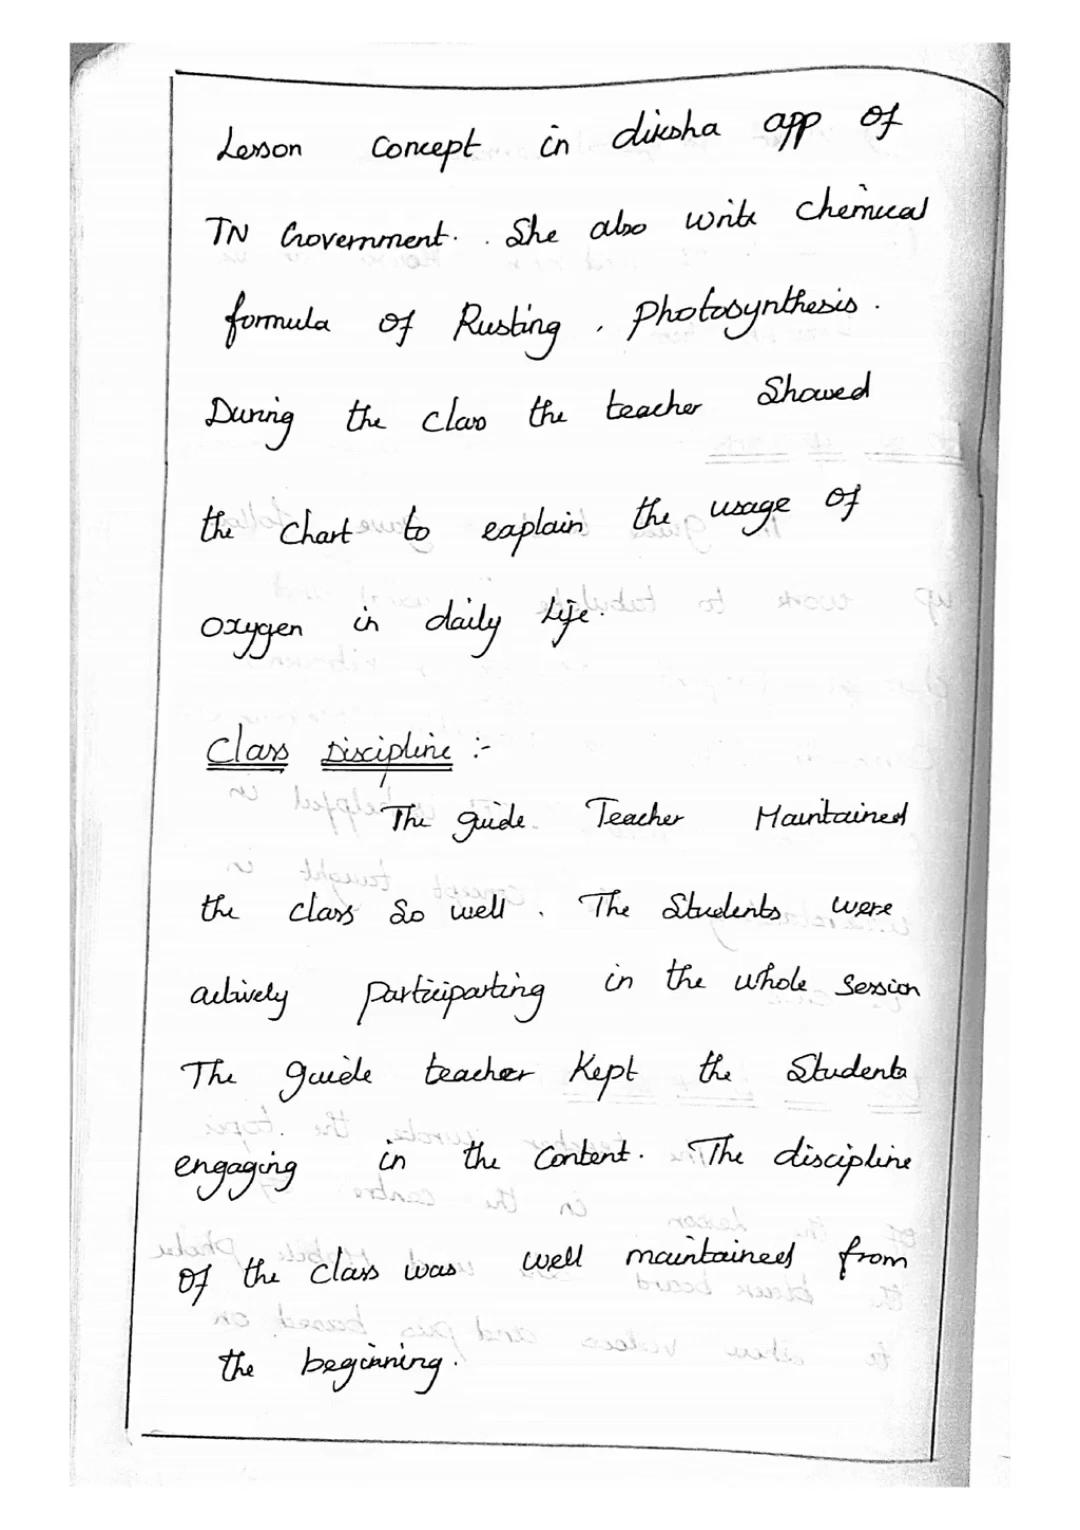 Lesson concept in diksha app of
TN Government. . She also write chemical
formula of Rusting , photosynthesis .
During the class the teacher Showed
the chart to explain the usage of
oxygen in daily life.
Class Discipline :-
The guide Teacher Maintained
the class so well . The Students were
actively participarting in the whole session
The guide teacher kept the Students
engaging in the content. The discipline
of the class was well maintained from
the beginning.